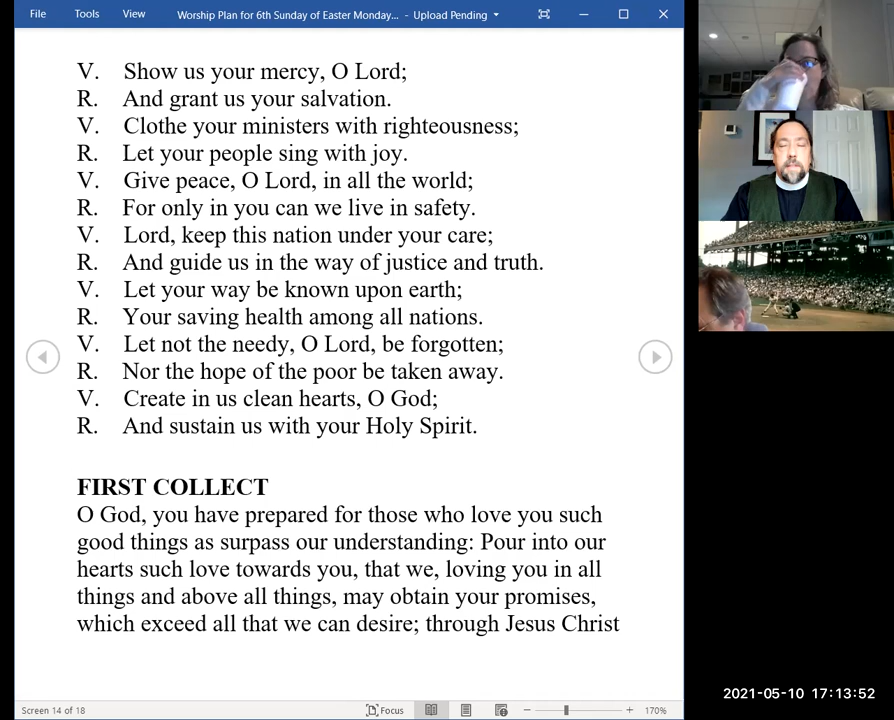 File Tools View Worship Plan for 6th Sunday of Easter Monday... - Upload Pending
V. Show us your mercy, O Lord;
R. And grant us your salvation.
V. Clothe your ministers with righteousness;
R. Let your people sing with joy.
V. Give peace, O Lord, in all the world;
R. For only in you can we live in safety.
V. Lord, keep this nation under your care;
R. And guide us in the way of justice and truth.
V. Let your way be known upon earth;
R. Your saving health among all nations.
V. Let not the needy, O Lord, be forgotten;
R. Nor the hope of the poor be taken away.
V. Create in us clean hearts, O God;
R. And sustain us with your Holy Spirit.
FIRST COLLECT
O God, you have prepared for those who love you such
good things as surpass our understanding: Pour into our
hearts such love towards you, that we, loving you in all
things and above all things, may obtain your promises,
which exceed all that we can desire; through Jesus Christ
2021-05-10 17:13:52
Screen 14 of 18 Focus 170%